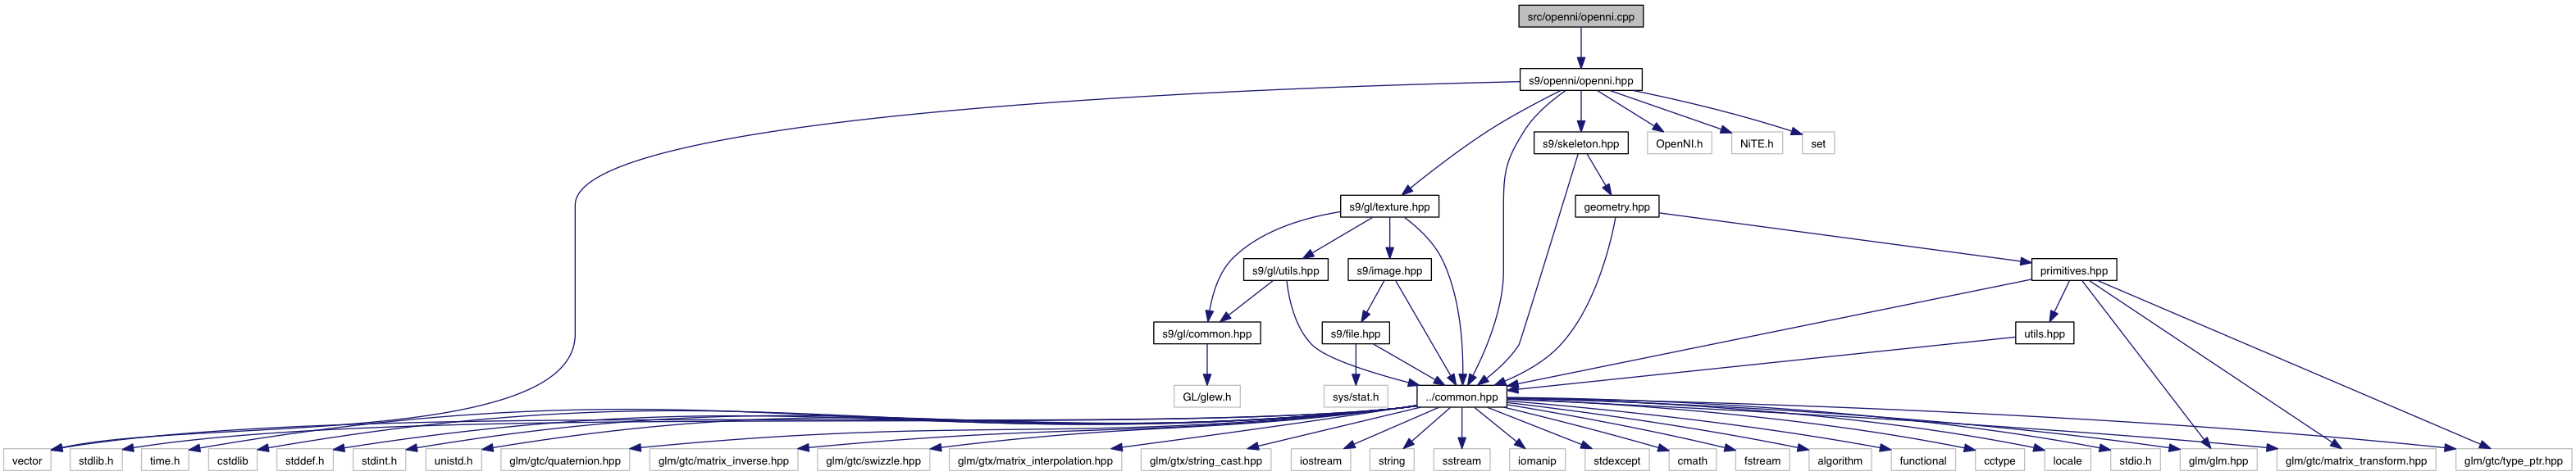 src/openni/openni.cpp
s9/openni/openni.hpp
s9/skeleton.hpp
OpenNI.h
NiTE.h
set
s9/gl/texture.hpp
geometry.hpp
s9/gl/utils.hpp
s9/image.hpp
primitives.hpp
s9/gl/common.hpp
s9/file.hpp
utils.hpp
GL/glew.h
sys/stat.h
../common.hpp
vector
stdlib.h
time.h
cstdlib
stddef.h
stdint.h
unistd.h
glm/gtc/quaternion.hpp
glm/gtc/matrix_inverse.hpp
glm/gtc/swizzle.hpp
glm/gtx/matrix_interpolation.hpp
glm/gtx/string_cast.hpp
iostream
string
sstream
iomanip
stdexcept
cmath
fstream
algorithm
functional
cctype
locale
stdio.h
glm/glm.hpp
glm/gtc/matrix_transform.hpp
glm/gtc/type_ptr.hpp